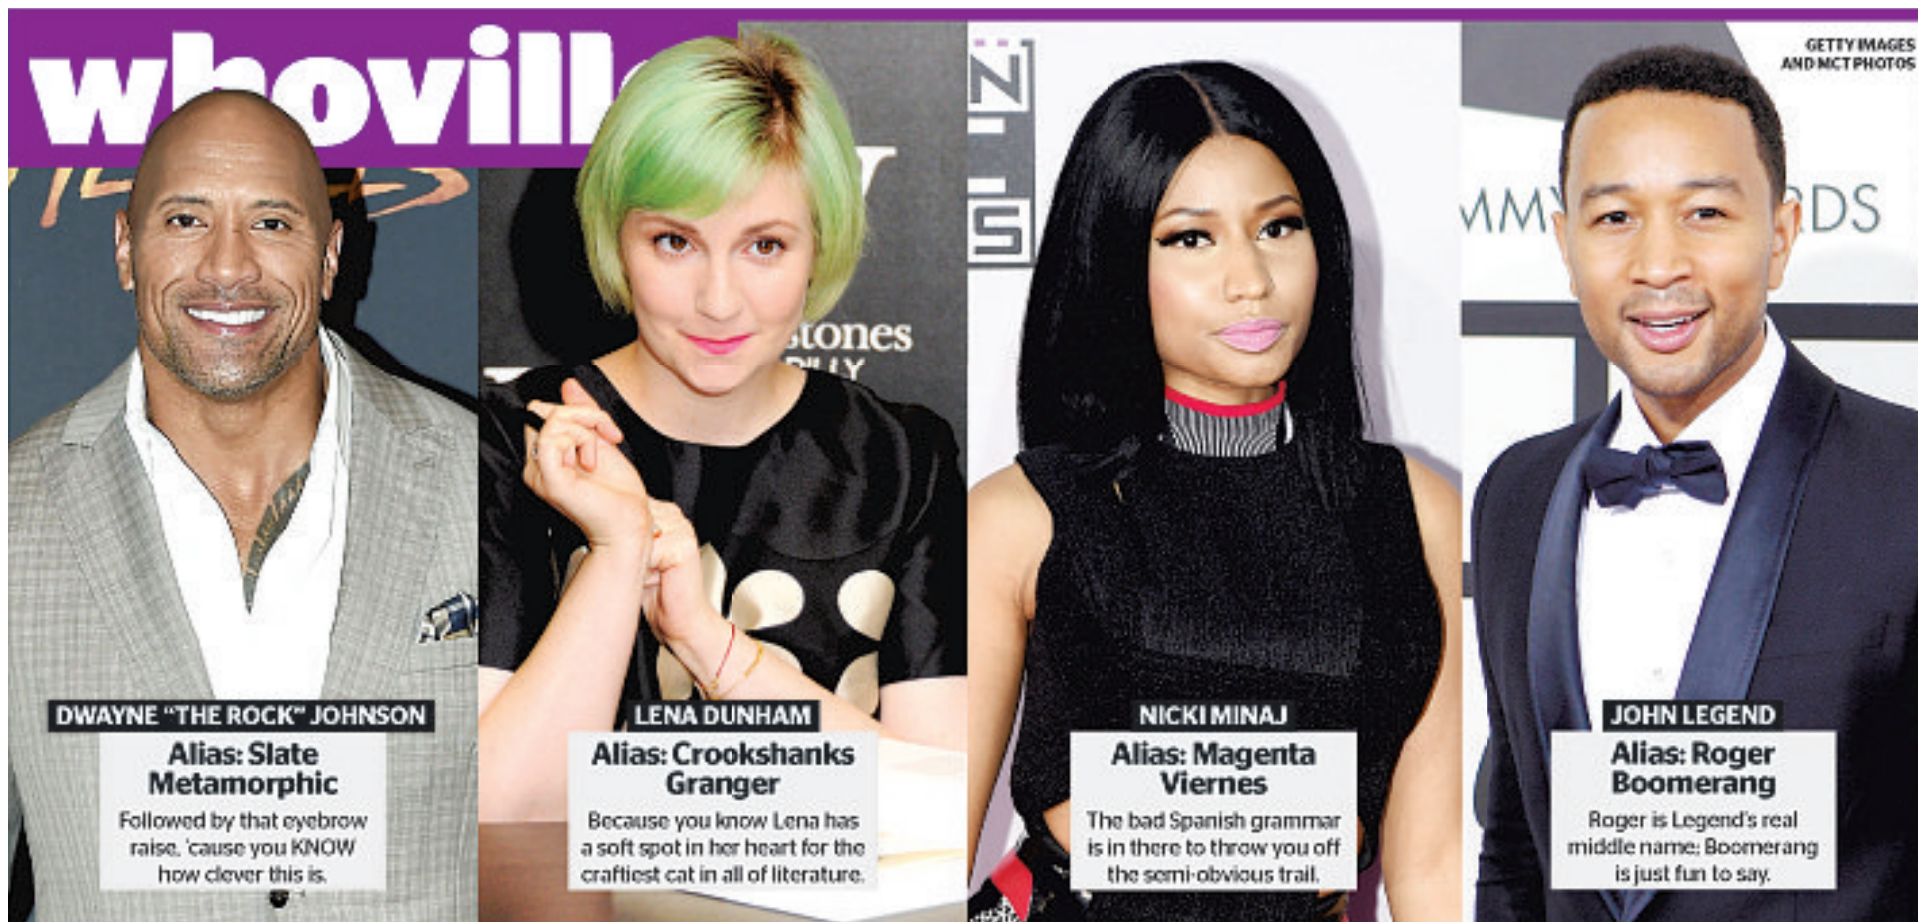 whovill
GETTY IMAGES
AND MCT PHOTOS
N
S
stones
DILLY
MMY
RDS
DWAYNE "THE ROCK" JOHNSON
Alias: Slate
Metamorphic
Followed by that eyebrow
raise, 'cause you KNOW
how clever this is.
LENA DUNHAM
Alias: Crookshanks
Granger
Because you know Lena has
a soft spot in her heart for the
craftiest cat in all of literature.
NICKI MINAJ
Alias: Magenta
Viernes
The bad Spanish grammar
is in there to throw you off
the semi-obvious trail.
JOHN LEGEND
Alias: Roger
Boomerang
Roger is Legend's real
middle name; Boomerang
is just fun to say.